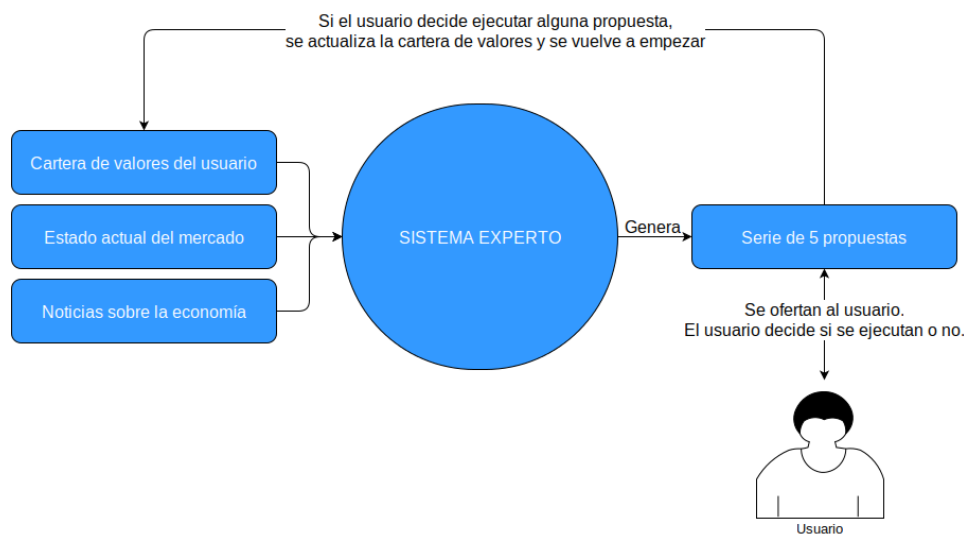 Si el usuario decide ejecutar alguna propuesta,
se actualiza la cartera de valores y se vuelve a empezar
Cartera de valores del usuario
Estado actual del mercado
Noticias sobre la economía
SISTEMA EXPERTO
Genera
Serie de 5 propuestas
Se ofertan al usuario.
El usuario decide si se ejecutan o no.
Usuario